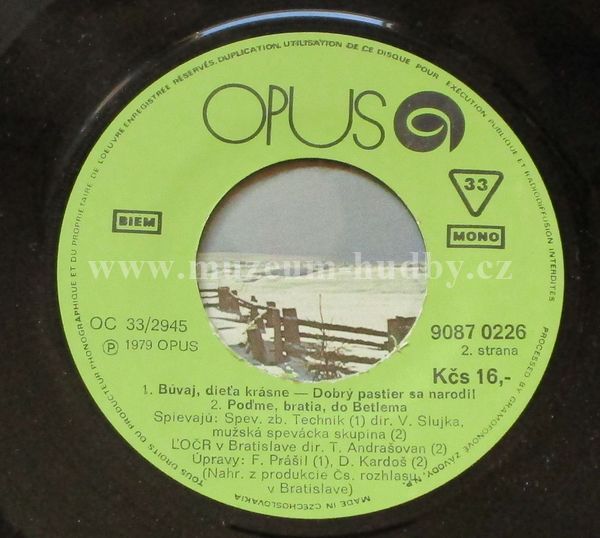 TOUS DROITS DU PRODUCTEUR PHONOGRAPHIQUE ET DU PROPRIETAIRE DE L'OEUVRE ENREGISTREE RÉSERVÉS. DUPLICATION, UTILISATION DE CE DISQUE POUR EXÉCUTION PUBLIQUE ET RADIODIFFUSION INTERDITES
PROCESSED BY GRAMOFONOVÉ ZÁVODY, N.P.
MADE IN CZECHOSLOVAKIA
OPUS
33
BIEM
MONO
www.muzeum-hudby.cz
OC 33/2945
9087 0226
Ⓟ 1979 OPUS
2. strana
Kčs 16,-
1. Búvaj, dieťa krásne — Dobrý pastier sa narodil
2. Poďme, bratia, do Betlema
Spievajú: Spev. zb. Technik (1) dir. V. Slujka,
mužská spevácka skupina (2)
ĽOČR v Bratislave dir. T. Andrašovan (2)
Úpravy: F. Prášil (1), D. Kardoš (2)
(Nahr. z produkcie Čs. rozhlasu
v Bratislave)